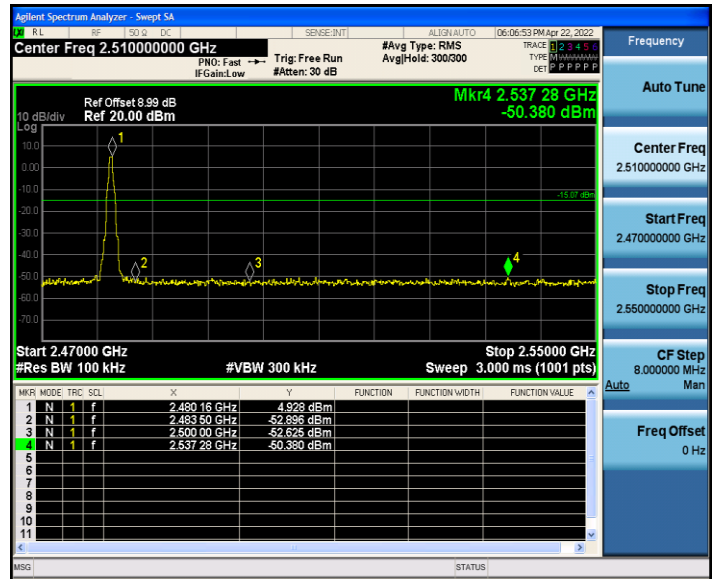 Agilent Spectrum Analyzer - Swept SA
RL RF 50 Ω DC SENSE:INT ALIGN AUTO 06:06:53 PM Apr 22, 2022
Center Freq 2.510000000 GHz
PNO: Fast
IFGain:Low
Trig: Free Run
#Atten: 30 dB
#Avg Type: RMS
Avg|Hold: 300/300
TRACE 1 2 3 4 5 6
TYPE M
DET P P P P P P
Mkr4 2.537 28 GHz
-50.380 dBm
Ref Offset 8.99 dB
10 dB/div Ref 20.00 dBm
Log
10.0
0.00
-10.0
-20.0
-30.0
-40.0
-50.0
-60.0
-70.0
1
2
3
4
-15.07 dBm
Start 2.47000 GHz Stop 2.55000 GHz
#Res BW 100 kHz #VBW 300 kHz Sweep 3.000 ms (1001 pts)
MKR MODE TRC SCL X Y FUNCTION FUNCTION WIDTH FUNCTION VALUE
1 N 1 f 2.480 16 GHz 4.928 dBm
2 N 1 f 2.483 50 GHz -52.896 dBm
3 N 1 f 2.500 00 GHz -52.625 dBm
4 N 1 f 2.537 28 GHz -50.380 dBm
5
6
7
8
9
10
11
MSG STATUS
Frequency
Auto Tune
Center Freq
2.510000000 GHz
Start Freq
2.470000000 GHz
Stop Freq
2.550000000 GHz
CF Step
8.000000 MHz
Auto Man
Freq Offset
0 Hz